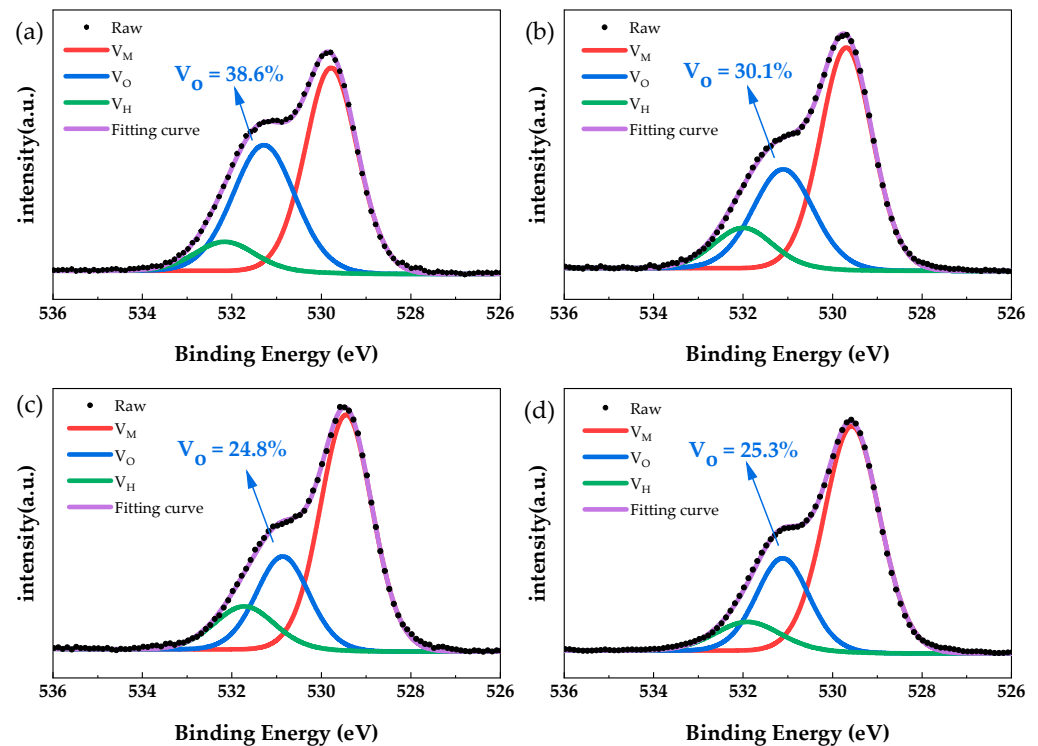 (a)
Raw
V_M
V_O
V_H
Fitting curve
V_O = 38.6%
intensity(a.u.)
536 534 532 530 528 526
Binding Energy (eV)
(b)
Raw
V_M
V_O
V_H
Fitting curve
V_O = 30.1%
intensity(a.u.)
536 534 532 530 528 526
Binding Energy (eV)
(c)
Raw
V_M
V_O
V_H
Fitting curve
V_O = 24.8%
intensity(a.u.)
536 534 532 530 528 526
Binding Energy (eV)
(d)
Raw
V_M
V_O
V_H
Fitting curve
V_O = 25.3%
intensity(a.u.)
536 534 532 530 528 526
Binding Energy (eV)